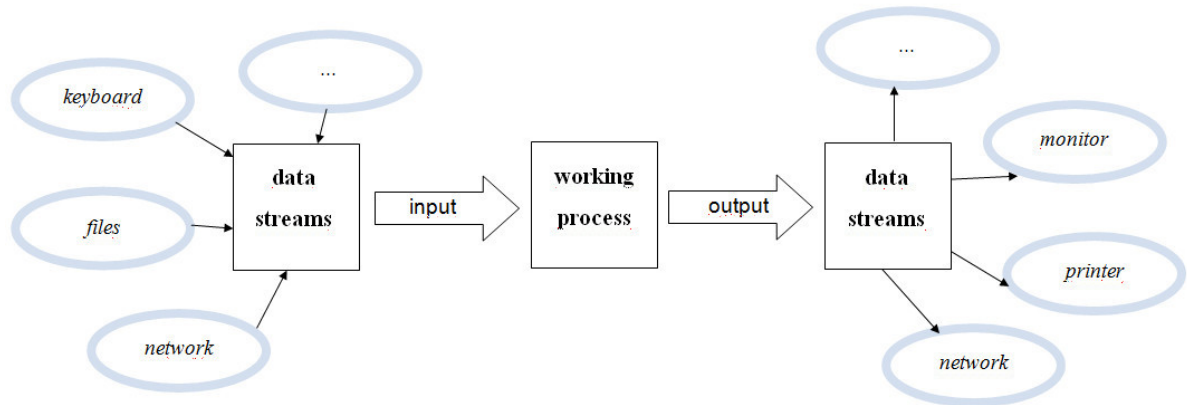 ...
keyboard
files
network
data
streams
input
working
process
output
data
streams
...
monitor
printer
network